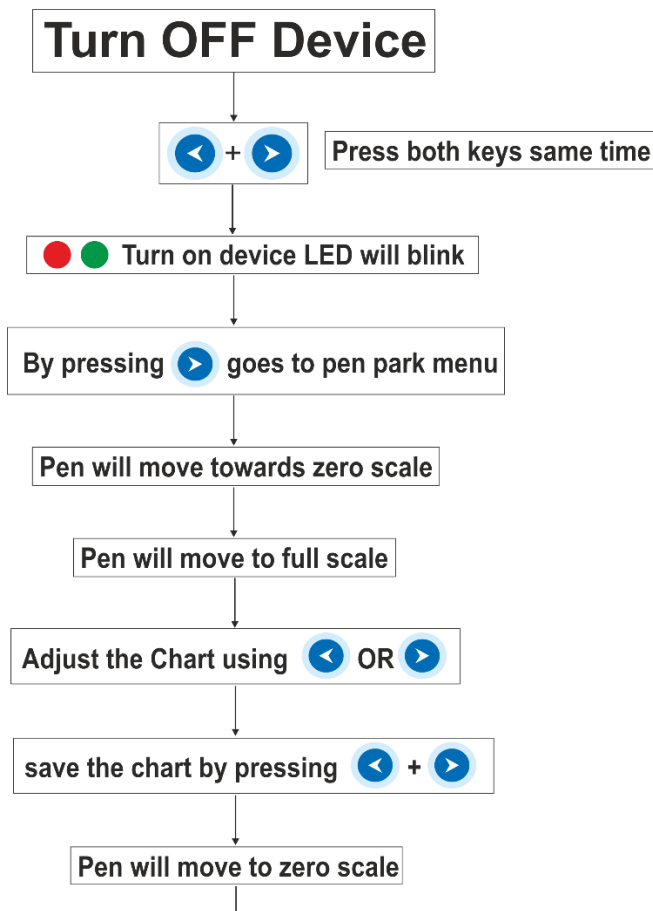 Turn OFF Device
+
Press both keys same time
Turn on device LED will blink
By pressing goes to pen park menu
Pen will move towards zero scale
Pen will move to full scale
Adjust the Chart using OR
save the chart by pressing +
Pen will move to zero scale